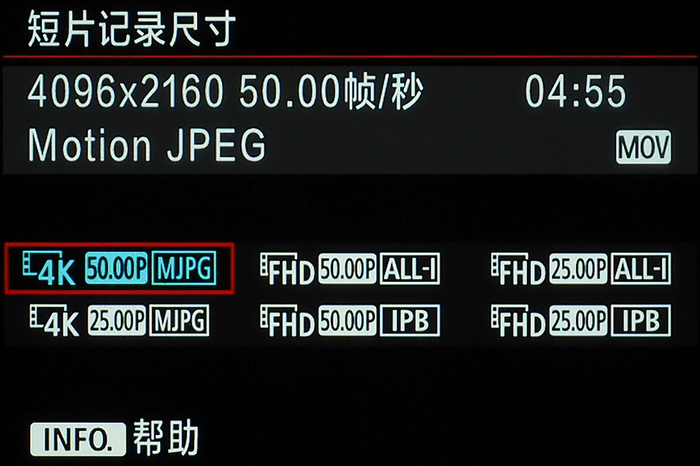 短片记录尺寸
4096x2160 50.00帧/秒 04:55
Motion JPEG MOV
4K 50.00P MJPG FHD 50.00P ALL-I FHD 25.00P ALL-I
4K 25.00P MJPG FHD 50.00P IPB FHD 25.00P IPB
INFO. 帮助